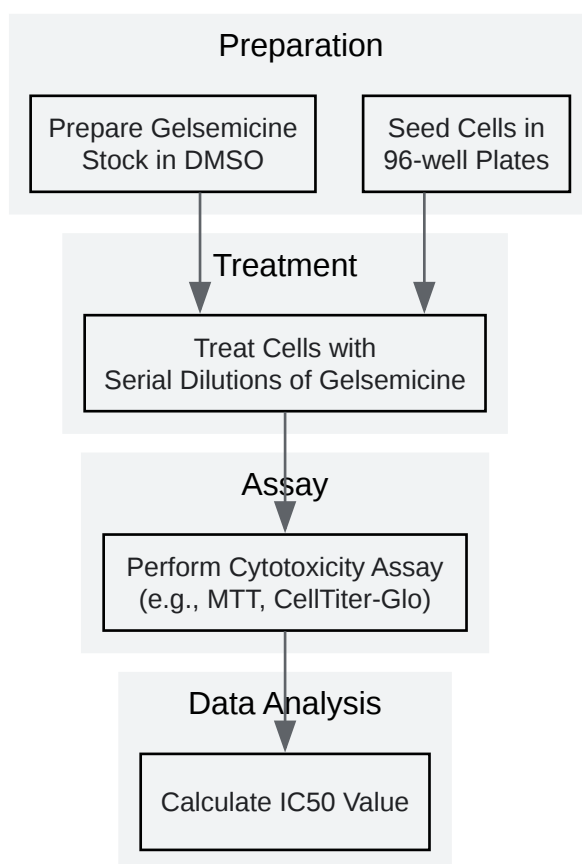 Preparation
Prepare Gelsemicine
Stock in DMSO
Seed Cells in
96-well Plates
Treatment
Treat Cells with
Serial Dilutions of Gelsemicine
Assay
Perform Cytotoxicity Assay
(e.g., MTT, CellTiter-Glo)
Data Analysis
Calculate IC50 Value